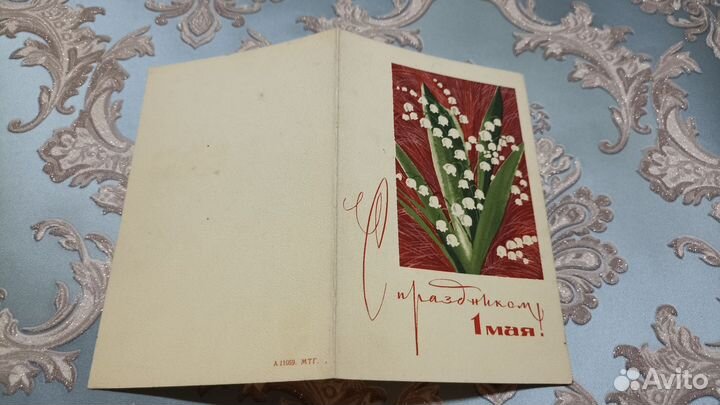 С праздником
1 мая!
А 11059. МТГ.
Avito